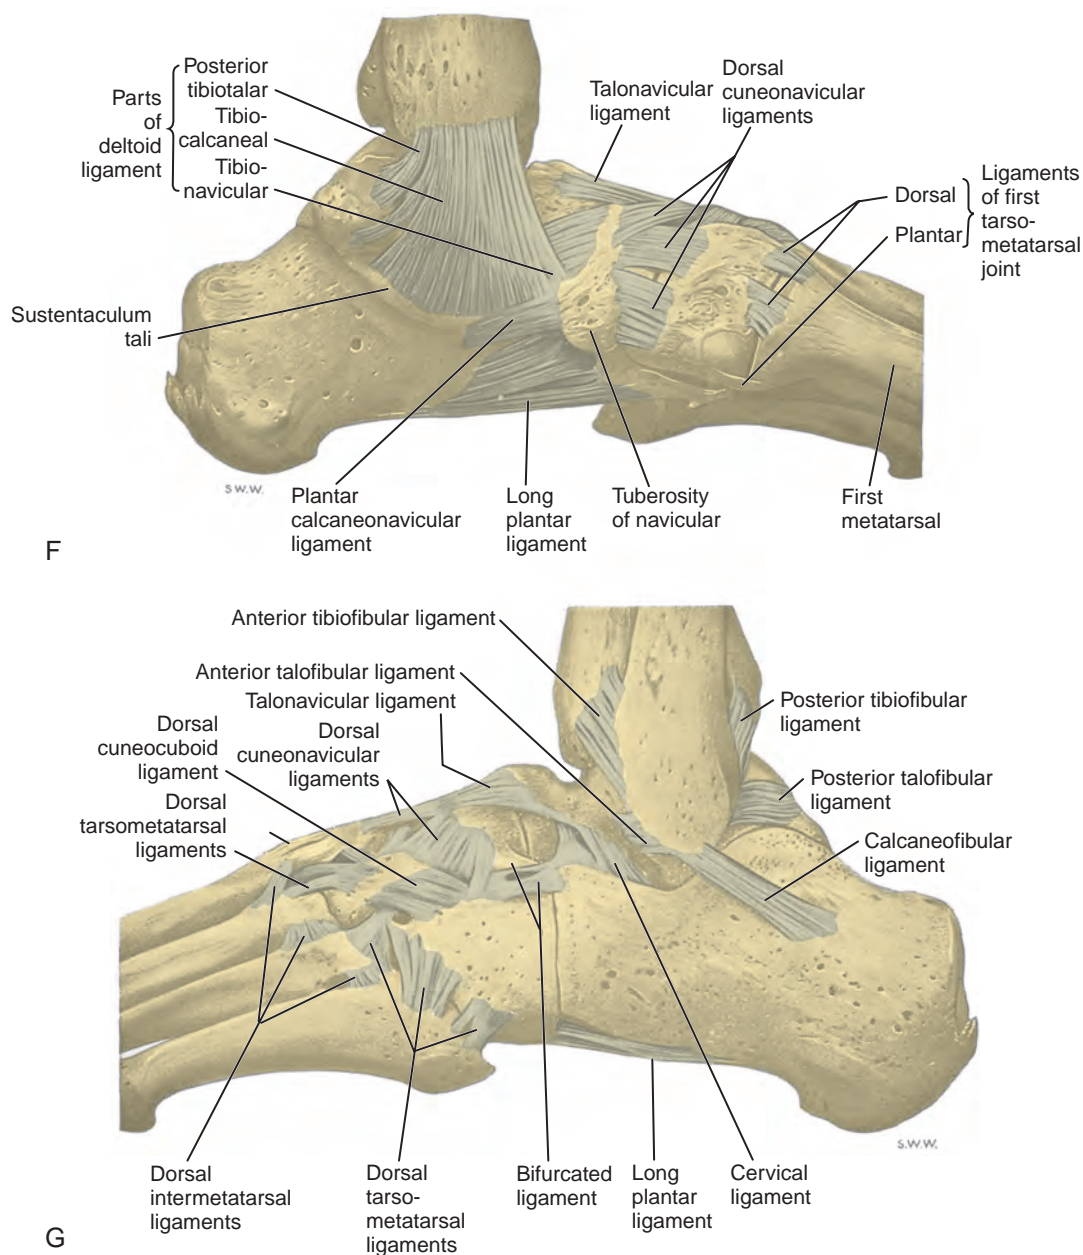 Posterior
tibiotalar
Tibio-
calcaneal
Tibio-
navicular
Parts
of
deltoid
ligament
Talonavicular
ligament
Dorsal
cuneonavicular
ligaments
Dorsal
Plantar
Ligaments
of first
tarso-
metatarsal
joint
Sustentaculum
tali
S.W.W.
Plantar
calcaneonavicular
ligament
Long
plantar
ligament
Tuberosity
of navicular
First
metatarsal
F
Anterior tibiofibular ligament
Anterior talofibular ligament
Talonavicular ligament
Dorsal
cuneocuboid
ligament
Dorsal
cuneonavicular
ligaments
Dorsal
tarsometatarsal
ligaments
Posterior tibiofibular
ligament
Posterior talofibular
ligament
Calcaneofibular
ligament
S.W.W.
Dorsal
intermetatarsal
ligaments
Dorsal
tarso-
metatarsal
ligaments
Bifurcated
ligament
Long
plantar
ligament
Cervical
ligament
G